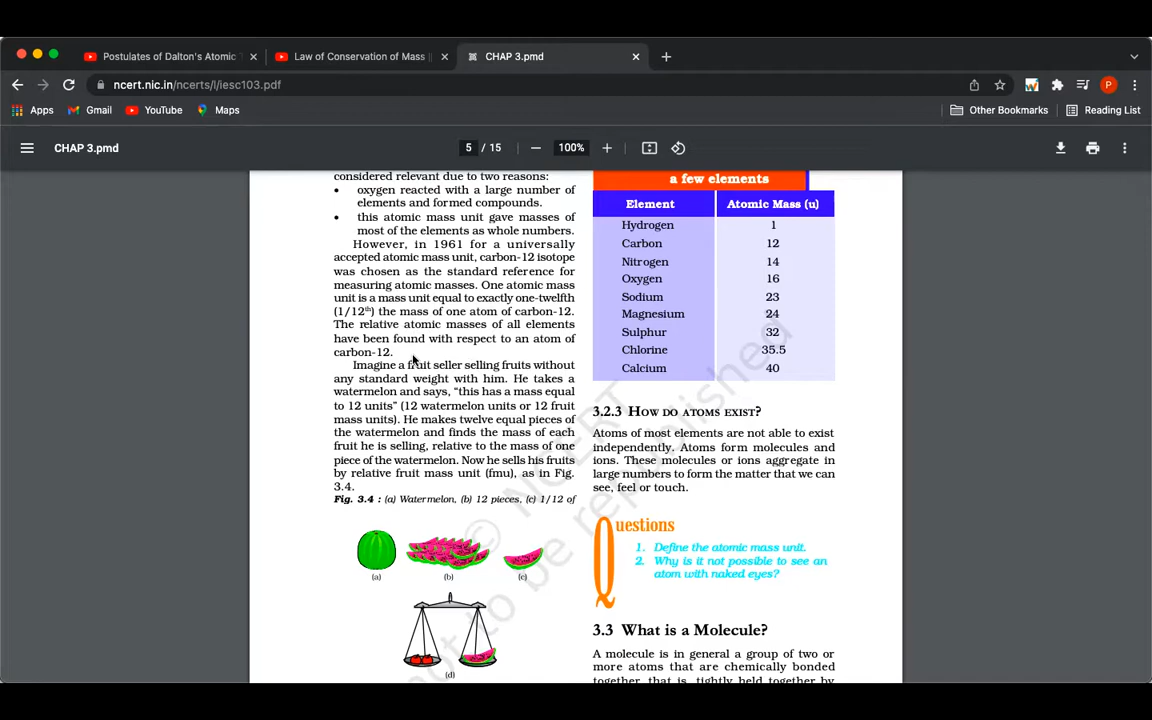 Postulates of Dalton's Atomic
Law of Conservation of Mass
CHAP 3.pmd
ncert.nic.in/ncerts/l/iesc103.pdf
P
Apps
Gmail
YouTube
Maps
Other Bookmarks
Reading List
CHAP 3.pmd
5 / 15
100%
considered relevant due to two reasons:
• oxygen reacted with a large number of
elements and formed compounds.
• this atomic mass unit gave masses of
most of the elements as whole numbers.
However, in 1961 for a universally
accepted atomic mass unit, carbon-12 isotope
was chosen as the standard reference for
measuring atomic masses. One atomic mass
unit is a mass unit equal to exactly one-twelfth
(1/12th) the mass of one atom of carbon-12.
The relative atomic masses of all elements
have been found with respect to an atom of
carbon-12.
Imagine a fruit seller selling fruits without
any standard weight with him. He takes a
watermelon and says, “this has a mass equal
to 12 units” (12 watermelon units or 12 fruit
mass units). He makes twelve equal pieces of
the watermelon and finds the mass of each
fruit he is selling, relative to the mass of one
piece of the watermelon. Now he sells his fruits
by relative fruit mass unit (fmu), as in Fig.
3.4.
Fig. 3.4 : (a) Watermelon, (b) 12 pieces, (c) 1/12 of
(a)
(b)
(c)
(d)
a few elements
Element Atomic Mass (u)
Hydrogen 1
Carbon 12
Nitrogen 14
Oxygen 16
Sodium 23
Magnesium 24
Sulphur 32
Chlorine 35.5
Calcium 40
3.2.3 HOW DO ATOMS EXIST?
Atoms of most elements are not able to exist
independently. Atoms form molecules and
ions. These molecules or ions aggregate in
large numbers to form the matter that we can
see, feel or touch.
Questions
1. Define the atomic mass unit.
2. Why is it not possible to see an
atom with naked eyes?
3.3 What is a Molecule?
A molecule is in general a group of two or
more atoms that are chemically bonded
together, that is, tightly held together by
© NCERT
not to be republished